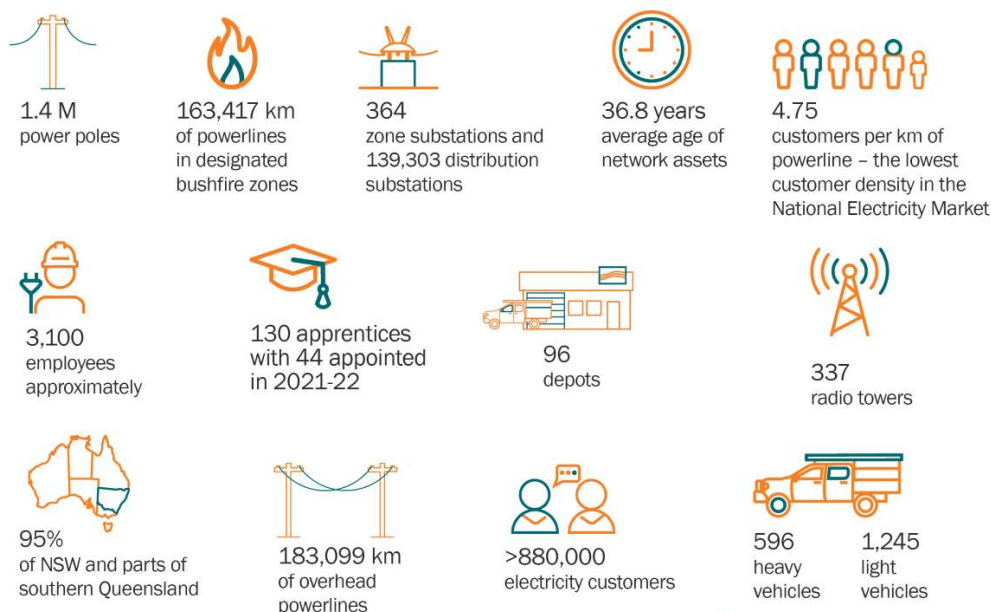 1.4 M
power poles
163,417 km
of powerlines
in designated
bushfire zones
364
zone substations and
139,303 distribution
substations
36.8 years
average age of
network assets
4.75
customers per km of
powerline – the lowest
customer density in the
National Electricity Market
3,100
employees
approximately
130 apprentices
with 44 appointed
in 2021-22
96
depots
337
radio towers
95%
of NSW and parts of
southern Queensland
183,099 km
of overhead
powerlines
>880,000
electricity customers
596
heavy
vehicles
1,245
light
vehicles